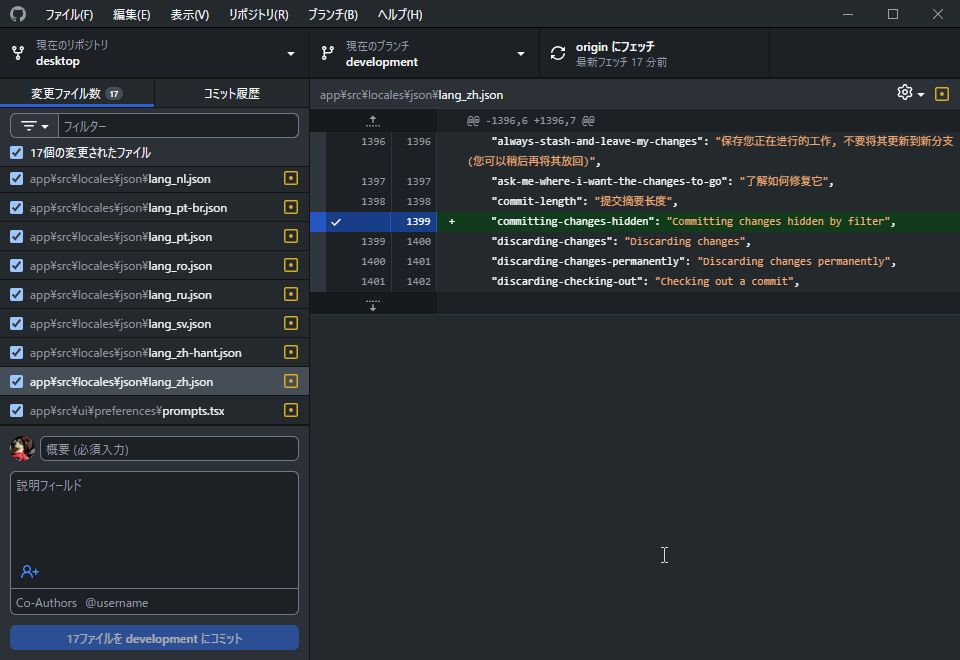 ファイル(F) 編集(E) 表示(V) リポジトリ(R) ブランチ(B) ヘルプ(H)
現在のリポジトリ
desktop
現在のブランチ
development
origin にフェッチ
最新フェッチ 17 分前
変更ファイル数 17
コミット履歴
フィルター
17個の変更されたファイル
app¥src¥locales¥json¥lang_nl.json
app¥src¥locales¥json¥lang_pt-br.json
app¥src¥locales¥json¥lang_pt.json
app¥src¥locales¥json¥lang_ro.json
app¥src¥locales¥json¥lang_ru.json
app¥src¥locales¥json¥lang_sv.json
app¥src¥locales¥json¥lang_zh-hant.json
app¥src¥locales¥json¥lang_zh.json
app¥src¥ui¥preferences¥prompts.tsx
概要 (必須入力)
説明フィールド
Co-Authors @username
17ファイルを development にコミット
app¥src¥locales¥json¥lang_zh.json
@@ -1396,6 +1396,7 @@
1396 1396 "always-stash-and-leave-my-changes": "保存您正在进行的工作, 不要将其更新到新分支
(您可以稍后再将其放回)",
1397 1397 "ask-me-where-i-want-the-changes-to-go": "了解如何修复它",
1398 1398 "commit-length": "提交摘要长度",
1399 + "committing-changes-hidden": "Committing changes hidden by filter",
1399 1400 "discarding-changes": "Discarding changes",
1400 1401 "discarding-changes-permanently": "Discarding changes permanently",
1401 1402 "discarding-checking-out": "Checking out a commit",